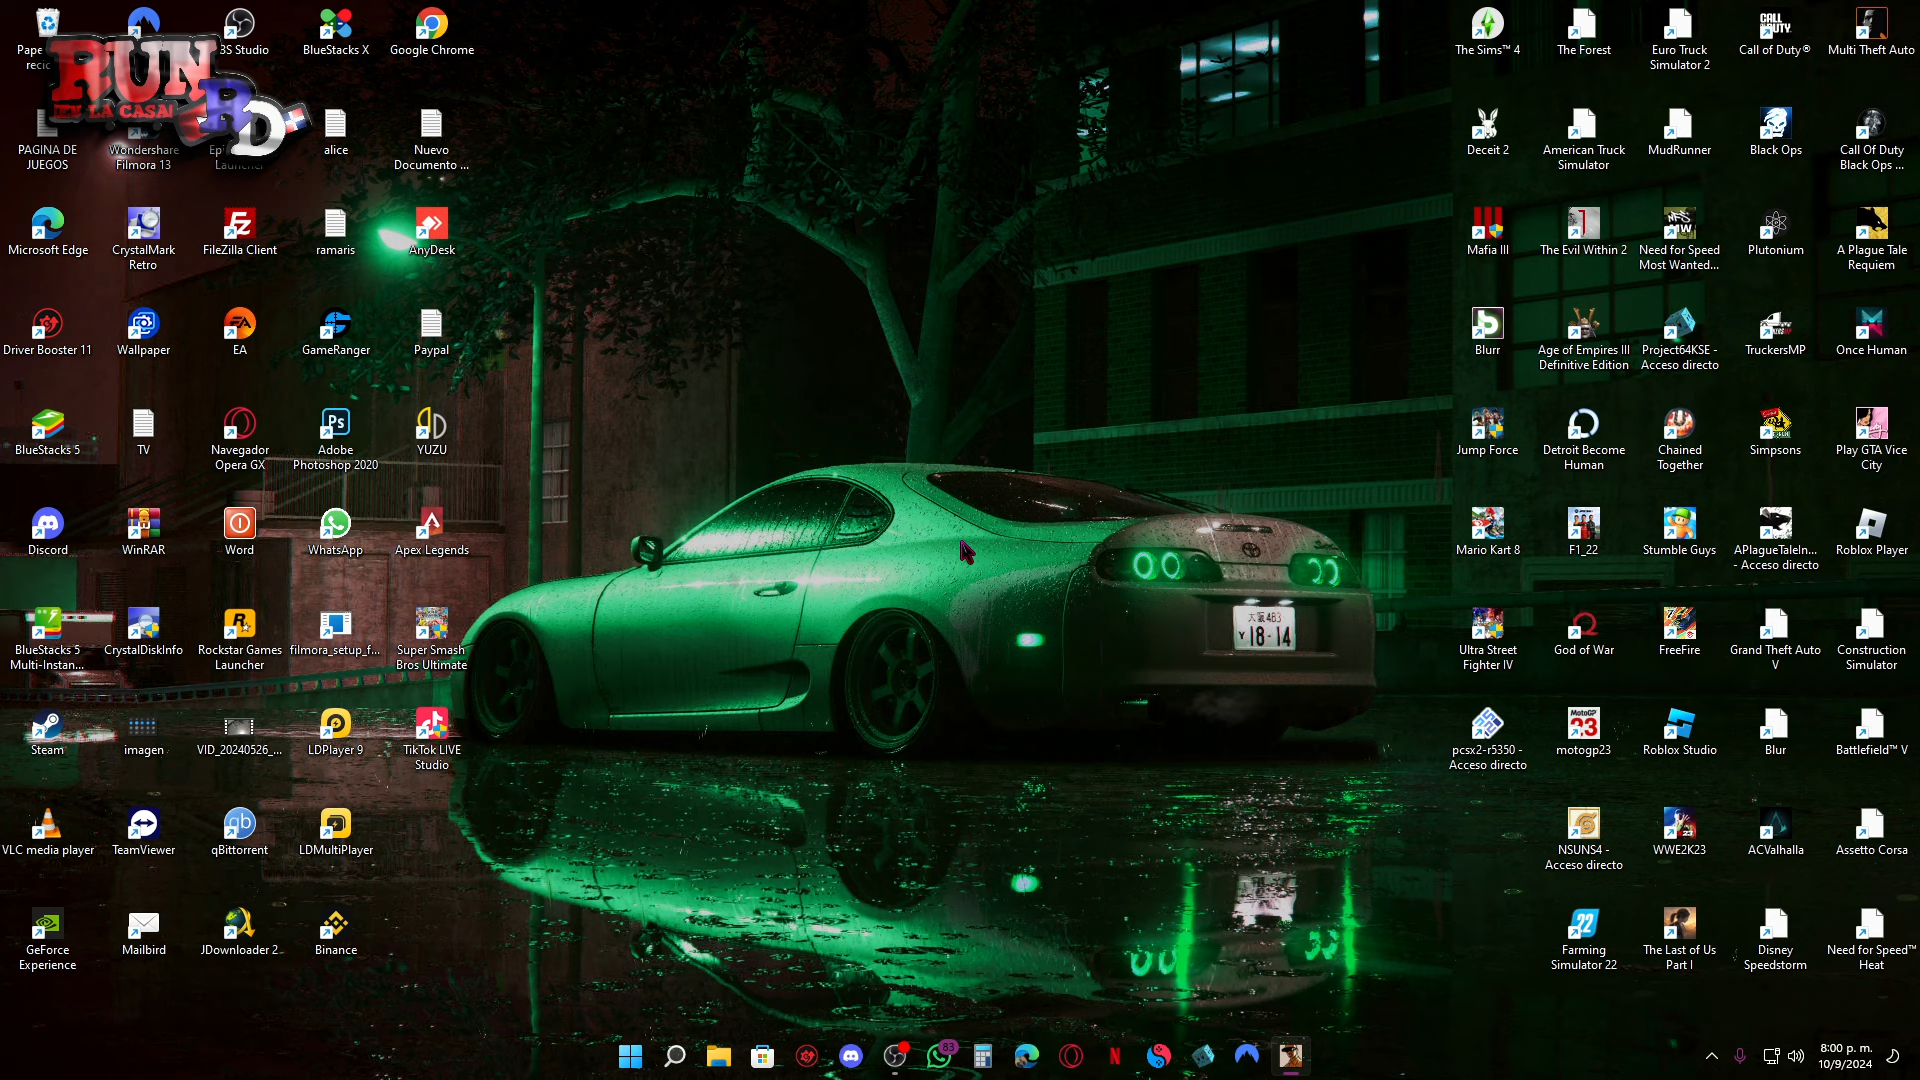 Pape
recic
3S Studio
BlueStacks X
Google Chrome
RUN
¡EN LA CASA!
RD
PAGINA DE
JUEGOS
Wondershare
Filmora 13
Launcher
alice
Nuevo
Documento ...
Microsoft Edge
CrystalMark
Retro
FileZilla Client
ramaris
AnyDesk
Driver Booster 11
Wallpaper
EA
GameRanger
Paypal
BlueStacks 5
TV
Navegador
Opera GX
Adobe
Photoshop 2020
YUZU
Discord
WinRAR
Word
WhatsApp
Apex Legends
BlueStacks 5
Multi-Instan...
CrystalDiskInfo
Rockstar Games
Launcher
filmora_setup_f...
Super Smash
Bros Ultimate
Steam
imagen
VID_20240526_...
LDPlayer 9
TikTok LIVE
Studio
VLC media player
TeamViewer
qBittorrent
LDMultiPlayer
GeForce
Experience
Mailbird
JDownloader 2
Binance
大阪 483
Y 18-14
The Sims™ 4
The Forest
Euro Truck
Simulator 2
Call of Duty®
Multi Theft Auto
Deceit 2
American Truck
Simulator
MudRunner
Black Ops
Call Of Duty
Black Ops ...
Mafia III
The Evil Within 2
Need for Speed
Most Wanted...
Plutonium
A Plague Tale
Requiem
Blurr
Age of Empires III
Definitive Edition
Project64KSE -
Acceso directo
TruckersMP
Once Human
Jump Force
Detroit Become
Human
Chained
Together
Simpsons
Play GTA Vice
City
Mario Kart 8
F1_22
Stumble Guys
APlagueTaleIn...
- Acceso directo
Roblox Player
Ultra Street
Fighter IV
God of War
FreeFire
Grand Theft Auto
V
Construction
Simulator
pcsx2-r5350 -
Acceso directo
motogp23
Roblox Studio
Blur
Battlefield™ V
NSUNS4 -
Acceso directo
WWE2K23
ACValhalla
Assetto Corsa
Farming
Simulator 22
The Last of Us
Part I
Disney
Speedstorm
Need for Speed™
Heat
83
8:00 p. m.
10/9/2024